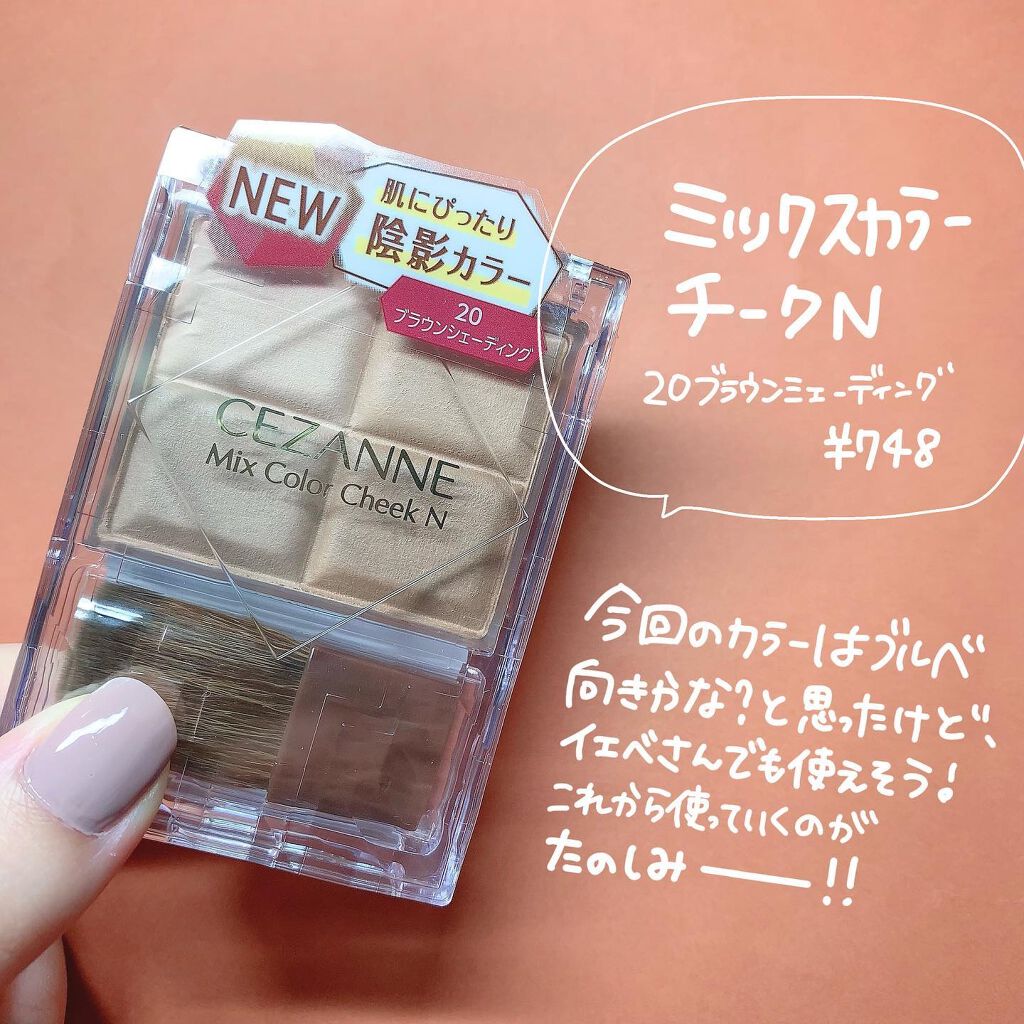 NEW
肌にぴったり
陰影カラー
20
ブラウンシェーディング
CEZANNE
Mix Color Cheek N
ミックスカラー
チークN
20ブラウンシェーディング
¥748
今回のカラーはブルベ
向きかな?と思ったけど、
イエベさんでも使えそう!
これから使っていくのが
たのしみー!!